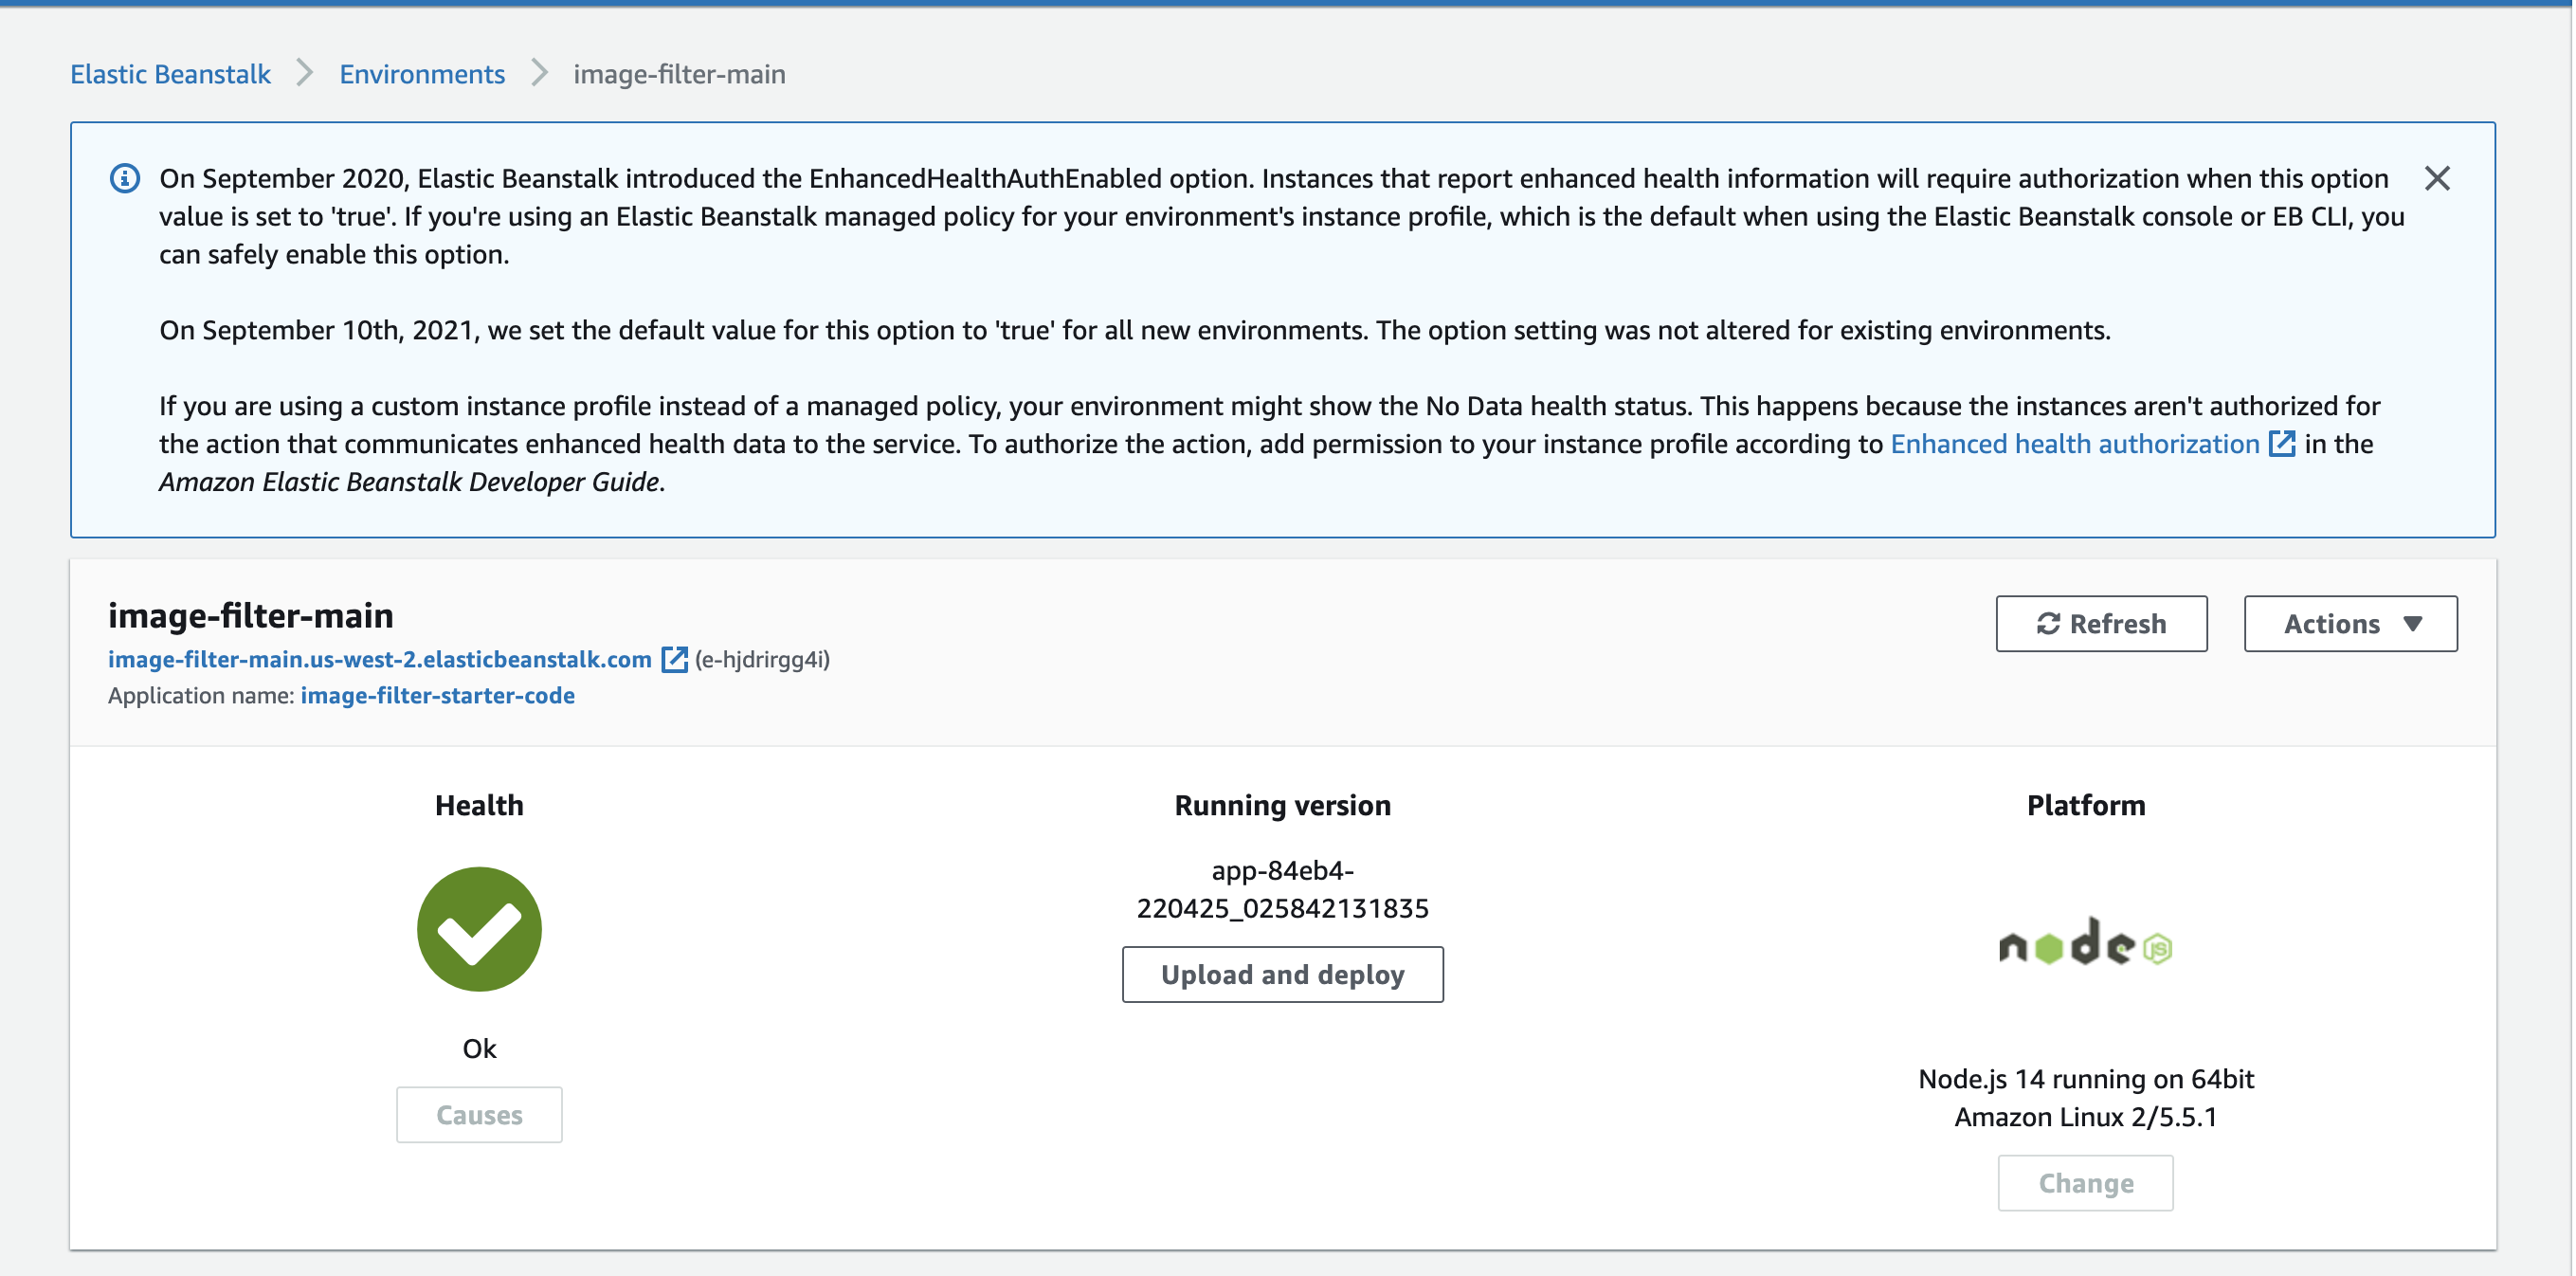 Elastic Beanstalk > Environments > image-filter-main
On September 2020, Elastic Beanstalk introduced the EnhancedHealthAuthEnabled option. Instances that report enhanced health information will require authorization when this option
value is set to 'true'. If you're using an Elastic Beanstalk managed policy for your environment's instance profile, which is the default when using the Elastic Beanstalk console or EB CLI, you
can safely enable this option.
On September 10th, 2021, we set the default value for this option to 'true' for all new environments. The option setting was not altered for existing environments.
If you are using a custom instance profile instead of a managed policy, your environment might show the No Data health status. This happens because the instances aren't authorized for
the action that communicates enhanced health data to the service. To authorize the action, add permission to your instance profile according to Enhanced health authorization in the
Amazon Elastic Beanstalk Developer Guide.
image-filter-main
Refresh
Actions
image-filter-main.us-west-2.elasticbeanstalk.com (e-hjdrirgg4i)
Application name: image-filter-starter-code
Health
Ok
Causes
Running version
app-84eb4-
220425_025842131835
Upload and deploy
Platform
node JS
Node.js 14 running on 64bit
Amazon Linux 2/5.5.1
Change